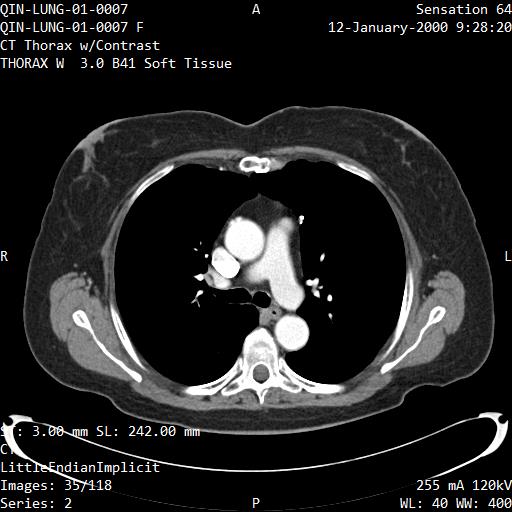 QIN-LUNG-01-0007
A
Sensation 64
QIN-LUNG-01-0007 F
12-January-2000 9:28:20
CT Thorax w/Contrast
THORAX W 3.0 B41 Soft Tissue
R
L
: 3.00 mm SL: 242.00 mm
LittleEndianImplicit
Images: 35/118
255 mA 120kV
Series: 2
P
WL: 40 WW: 400